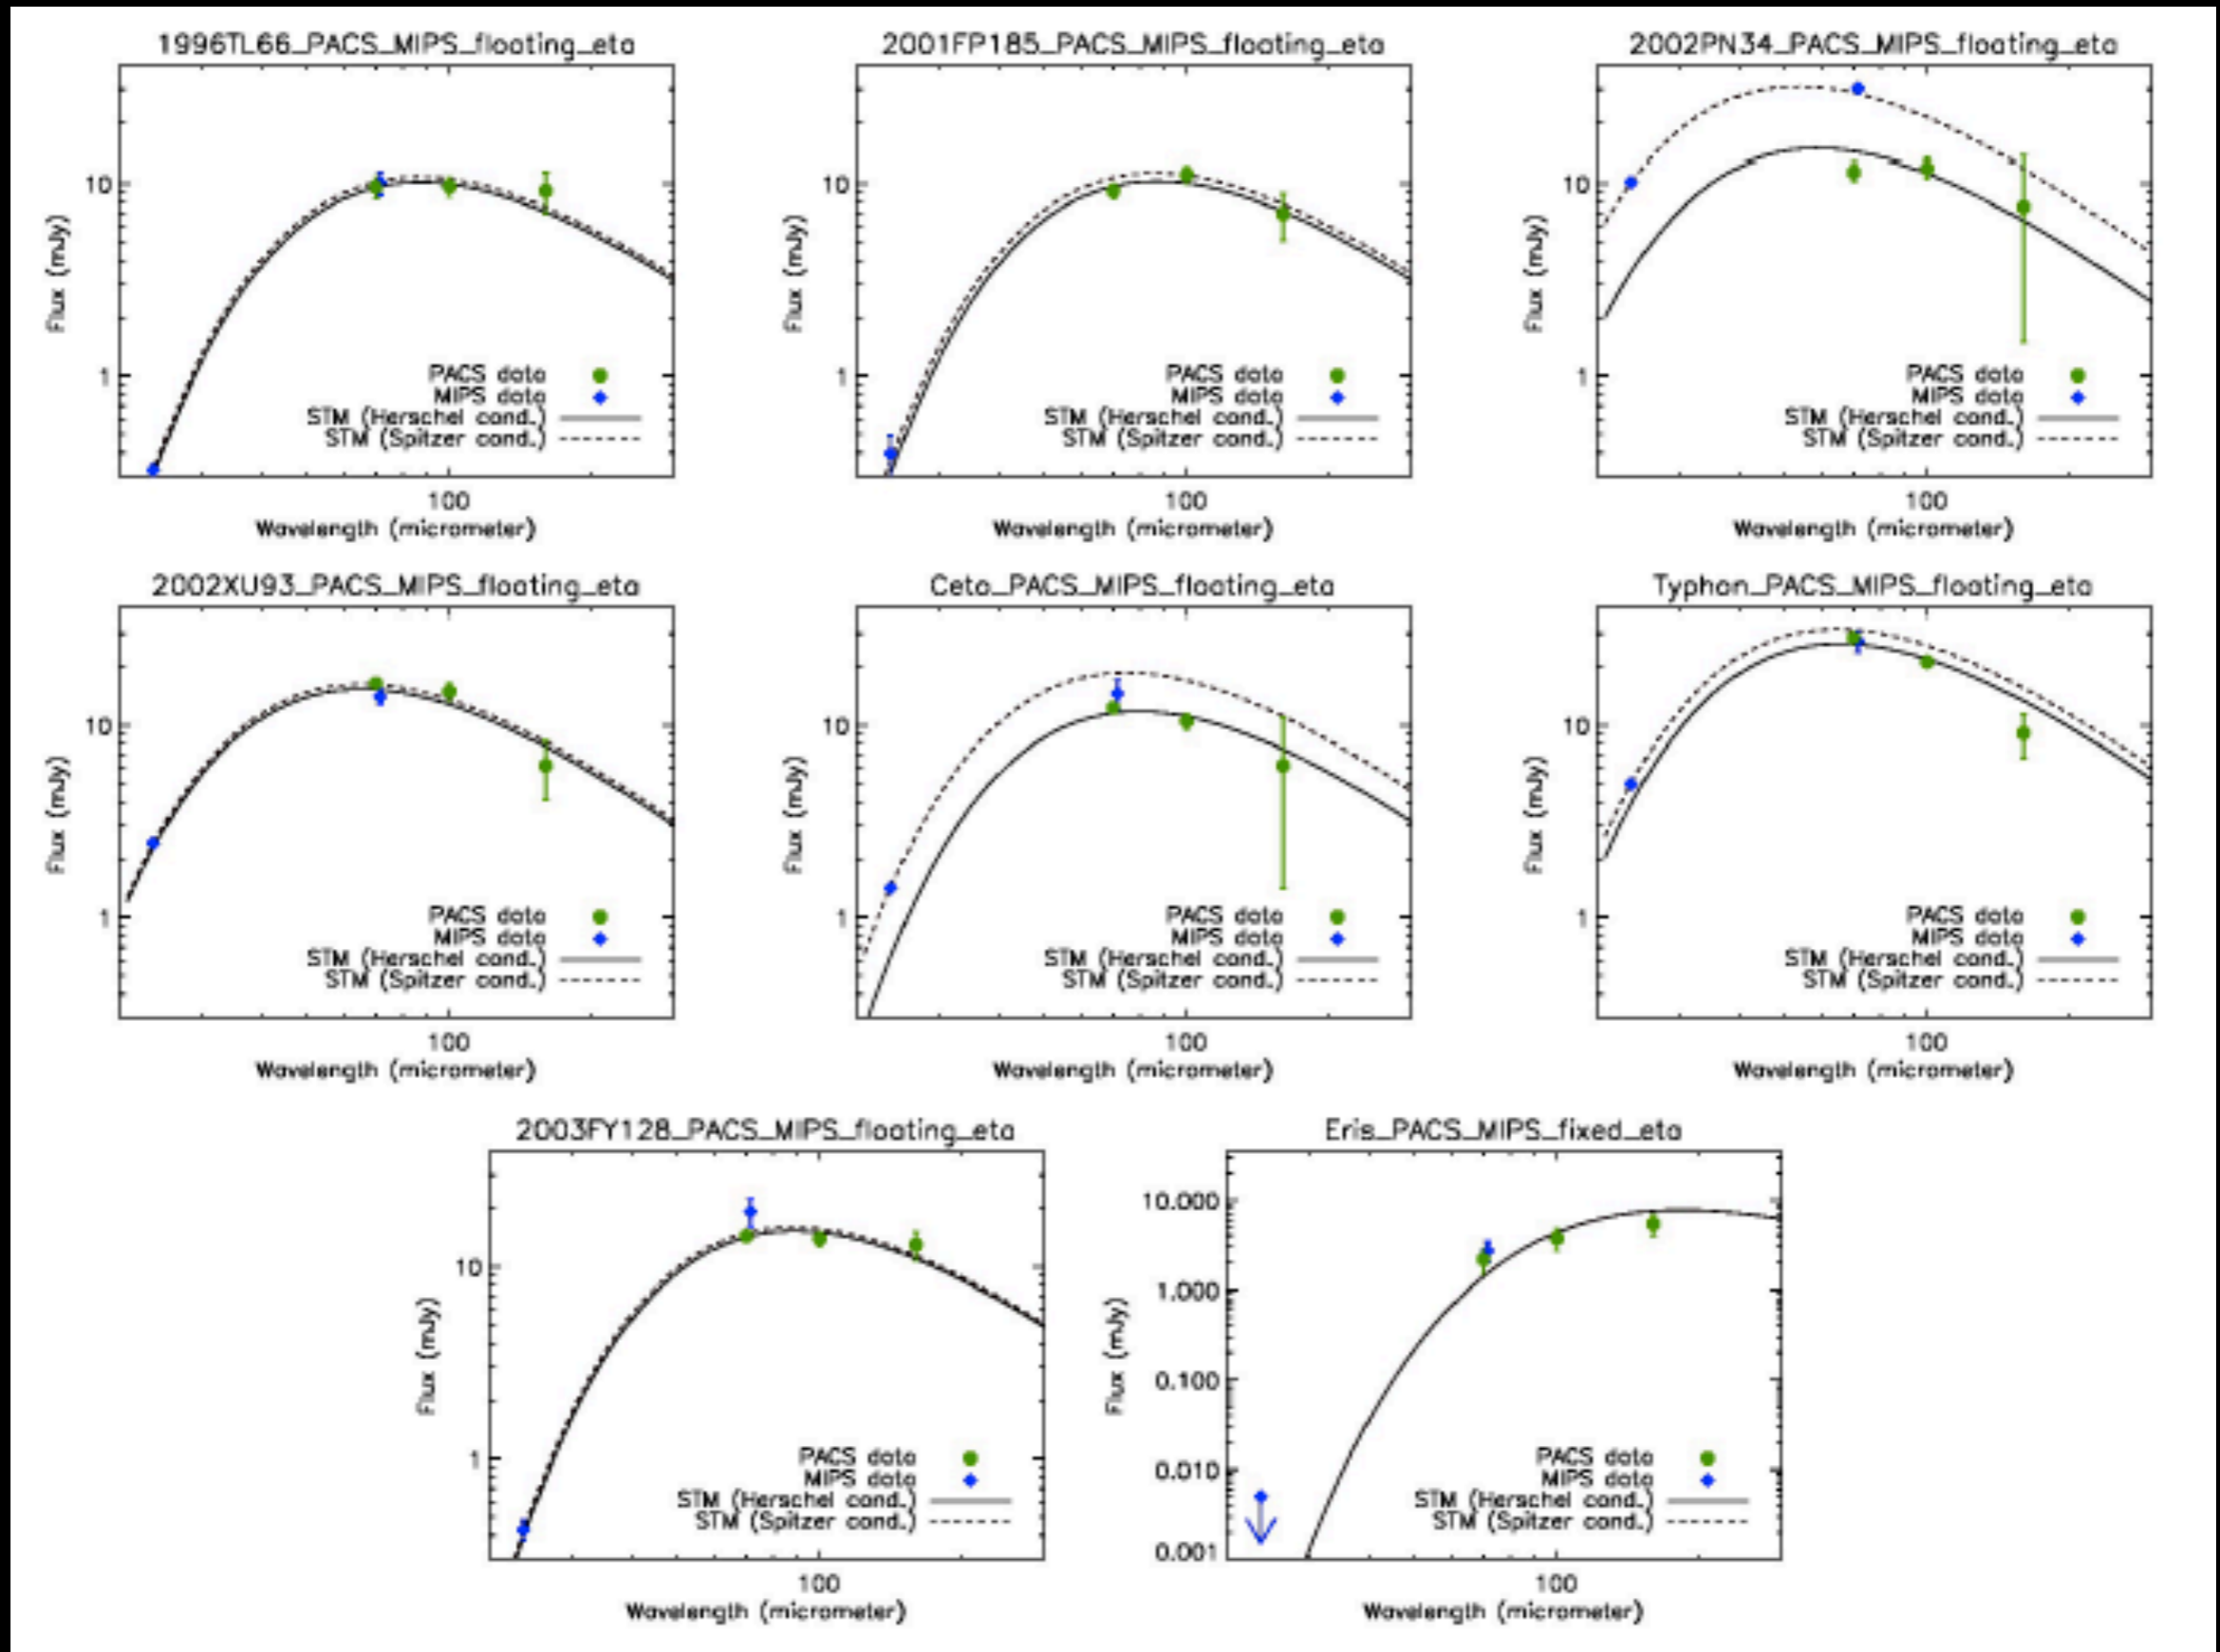 1996TL66_PACS_MIPS_floating_eta
10
1
Flux (mJy)
PACS data
MIPS data
STM (Herschel cond.)
STM (Spitzer cond.)
100
Wavelength (micrometer)
2001FP185_PACS_MIPS_floating_eta
10
1
Flux (mJy)
PACS data
MIPS data
STM (Herschel cond.)
STM (Spitzer cond.)
100
Wavelength (micrometer)
2002PN34_PACS_MIPS_floating_eta
10
1
Flux (mJy)
PACS data
MIPS data
STM (Herschel cond.)
STM (Spitzer cond.)
100
Wavelength (micrometer)
2002XU93_PACS_MIPS_floating_eta
10
1
Flux (mJy)
PACS data
MIPS data
STM (Herschel cond.)
STM (Spitzer cond.)
100
Wavelength (micrometer)
Ceto_PACS_MIPS_floating_eta
10
1
Flux (mJy)
PACS data
MIPS data
STM (Herschel cond.)
STM (Spitzer cond.)
100
Wavelength (micrometer)
Typhon_PACS_MIPS_floating_eta
10
1
Flux (mJy)
PACS data
MIPS data
STM (Herschel cond.)
STM (Spitzer cond.)
100
Wavelength (micrometer)
2003FY128_PACS_MIPS_floating_eta
10
1
Flux (mJy)
PACS data
MIPS data
STM (Herschel cond.)
STM (Spitzer cond.)
100
Wavelength (micrometer)
Eris_PACS_MIPS_fixed_eta
10.000
1.000
0.100
0.010
0.001
Flux (mJy)
PACS data
MIPS data
STM (Herschel cond.)
STM (Spitzer cond.)
100
Wavelength (micrometer)